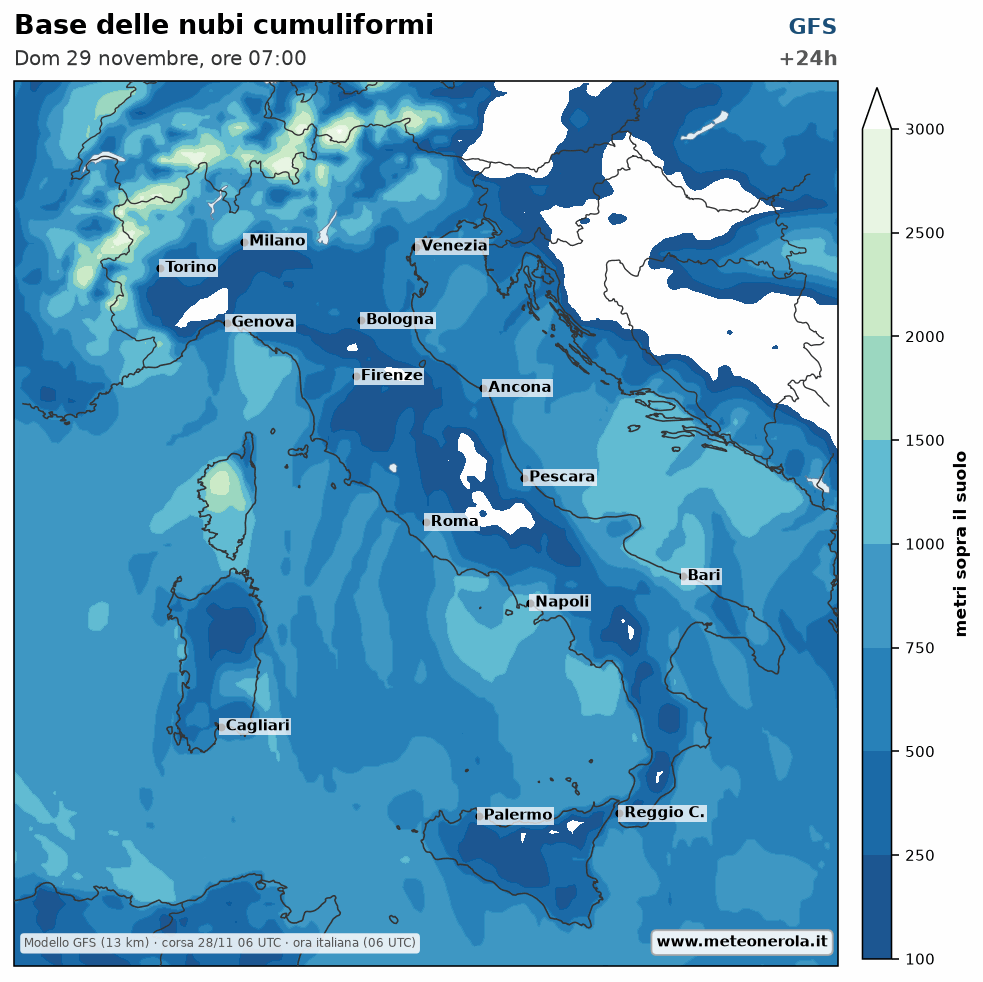 Base delle nubi cumuliformi
GFS
Dom 29 novembre, ore 07:00
+24h
3000
2500
2000
1500
1000
750
500
250
100
metri sopra il suolo
Milano
Venezia
Torino
Genova
Bologna
Firenze
Ancona
Pescara
Roma
Bari
Napoli
Cagliari
Palermo
Reggio C.
Modello GFS (13 km) · corsa 28/11 06 UTC · ora italiana (06 UTC)
www.meteonerola.it